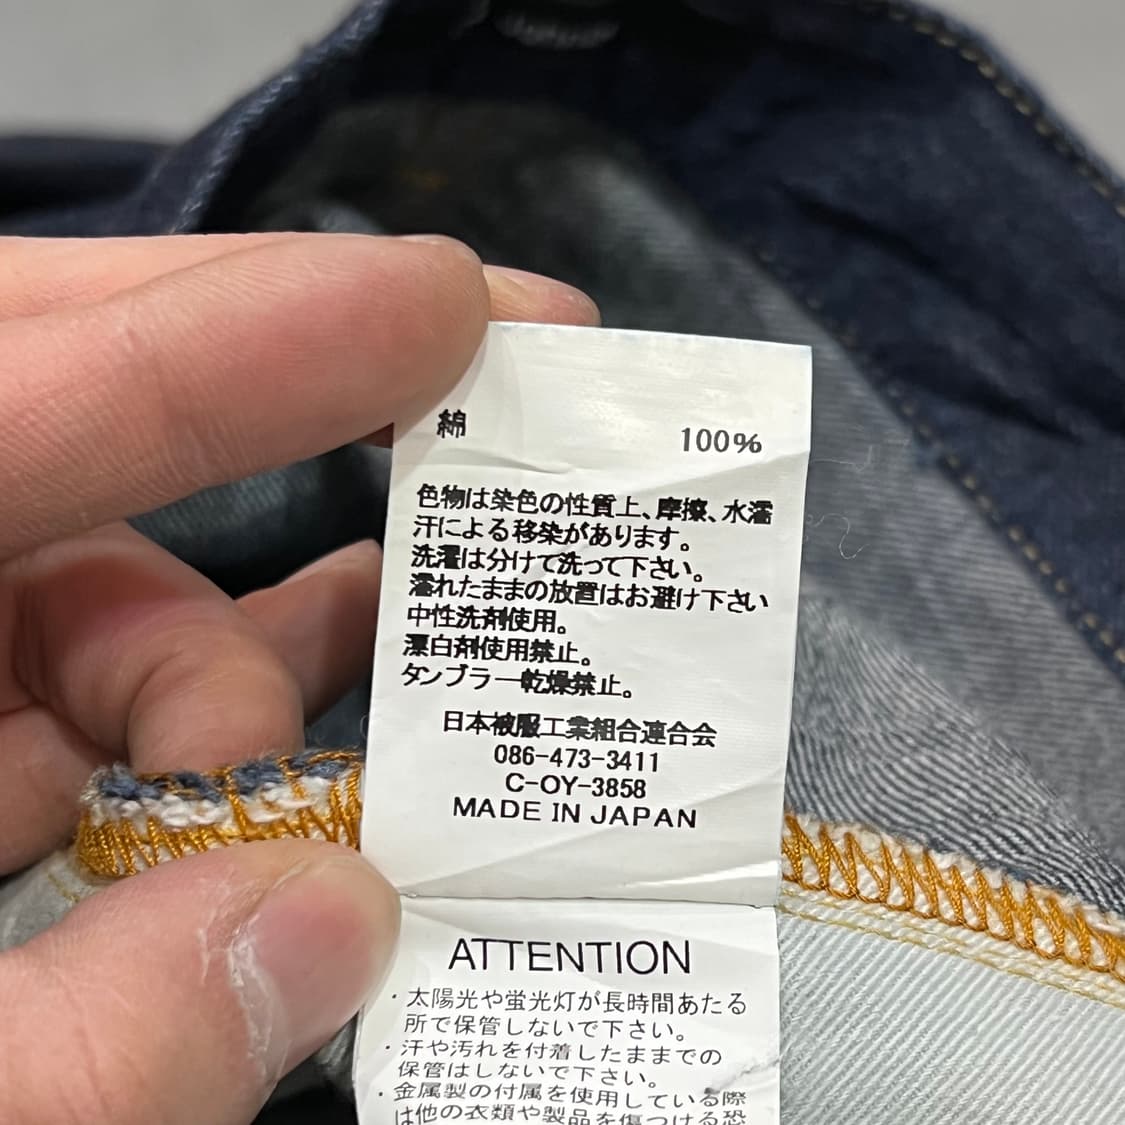 綿 100%
色物は染色の性質上、摩擦、水濡
汗による移染があります。
洗濯は分けて洗って下さい。
濡れたままの放置はお避け下さい
中性洗剤使用。
漂白剤使用禁止。
タンブラー乾燥禁止。
日本被服工業組合連合会
086-473-3411
C-OY-3858
MADE IN JAPAN
ATTENTION
・太陽光や蛍光灯が長時間あたる
所で保管しないで下さい。
・汗や汚れを付着したままでの
保管はしないで下さい。
・金属製の付属を使用している際
は他の衣類や製品を傷つける恐